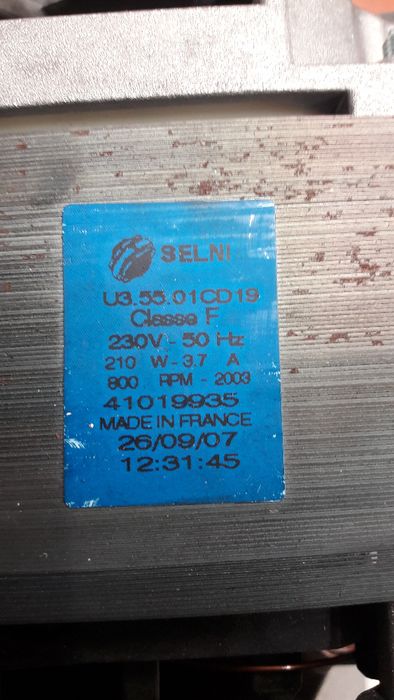 SELNI
U3.55.01CD19
Classe F
230V - 50 Hz
210 W - 3.7 A
800 RPM - 2003
41019935
MADE IN FRANCE
26/09/07
12:31:45